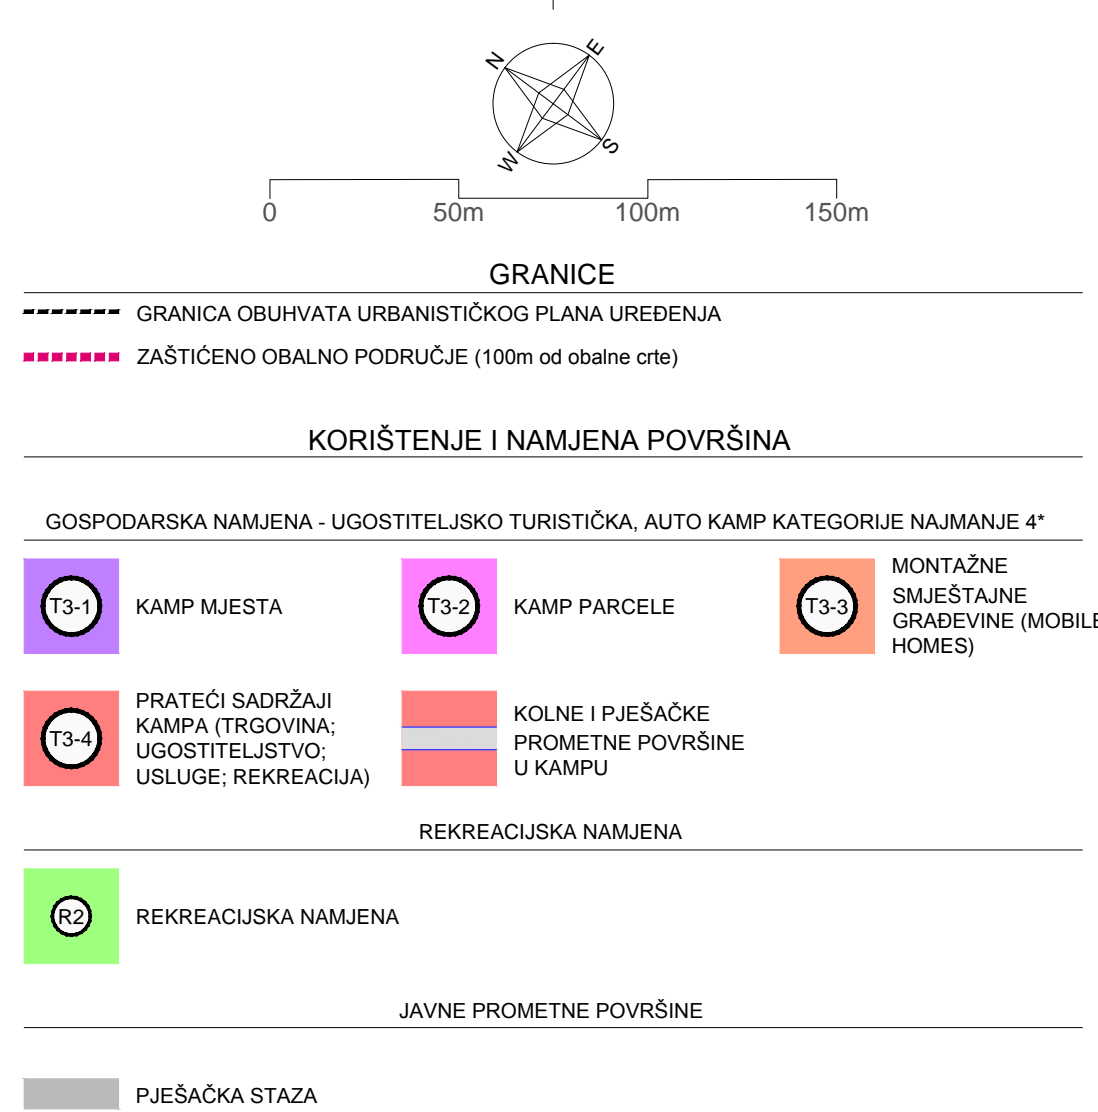 N
E
W
S
0 50m 100m 150m
GRANICE
GRANICA OBUHVATA URBANISTIČKOG PLANA UREĐENJA
ZAŠTIĆENO OBALNO PODRUČJE (100m od obalne crte)
KORIŠTENJE I NAMJENA POVRŠINA
GOSPODARSKA NAMJENA - UGOSTITELJSKO TURISTIČKA, AUTO KAMP KATEGORIJE NAJMANJE 4*
T3-1
KAMP MJESTA
T3-2
KAMP PARCELE
T3-3
MONTAŽNE
SMJEŠTAJNE
GRAĐEVINE (MOBILE
HOMES)
T3-4
PRATEĆI SADRŽAJI
KAMPA (TRGOVINA;
UGOSTITELJSTVO;
USLUGE; REKREACIJA)
KOLNE I PJEŠAČKE
PROMETNE POVRŠINE
U KAMPU
REKREACIJSKA NAMJENA
R2
REKREACIJSKA NAMJENA
JAVNE PROMETNE POVRŠINE
PJEŠAČKA STAZA